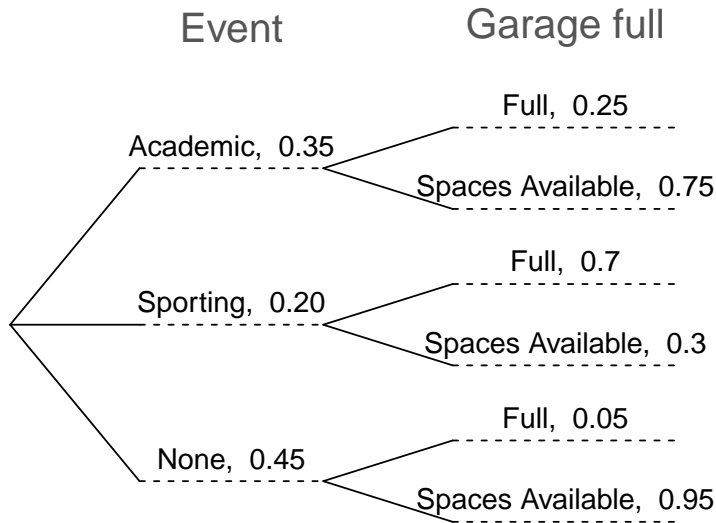 Event
Garage full
Academic, 0.35
Full, 0.25
Spaces Available, 0.75
Sporting, 0.20
Full, 0.7
Spaces Available, 0.3
None, 0.45
Full, 0.05
Spaces Available, 0.95